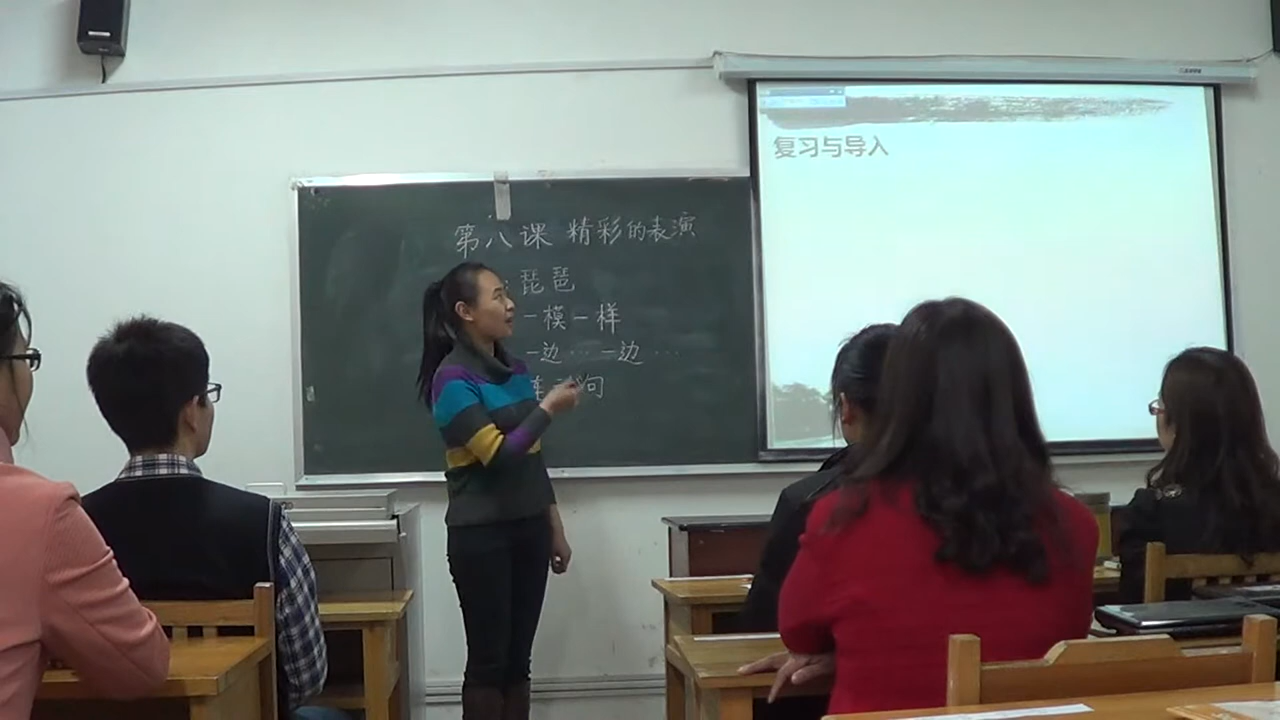 复习与导入
第八课 精彩的表演
琵琶
一模一样
一边…一边…
句